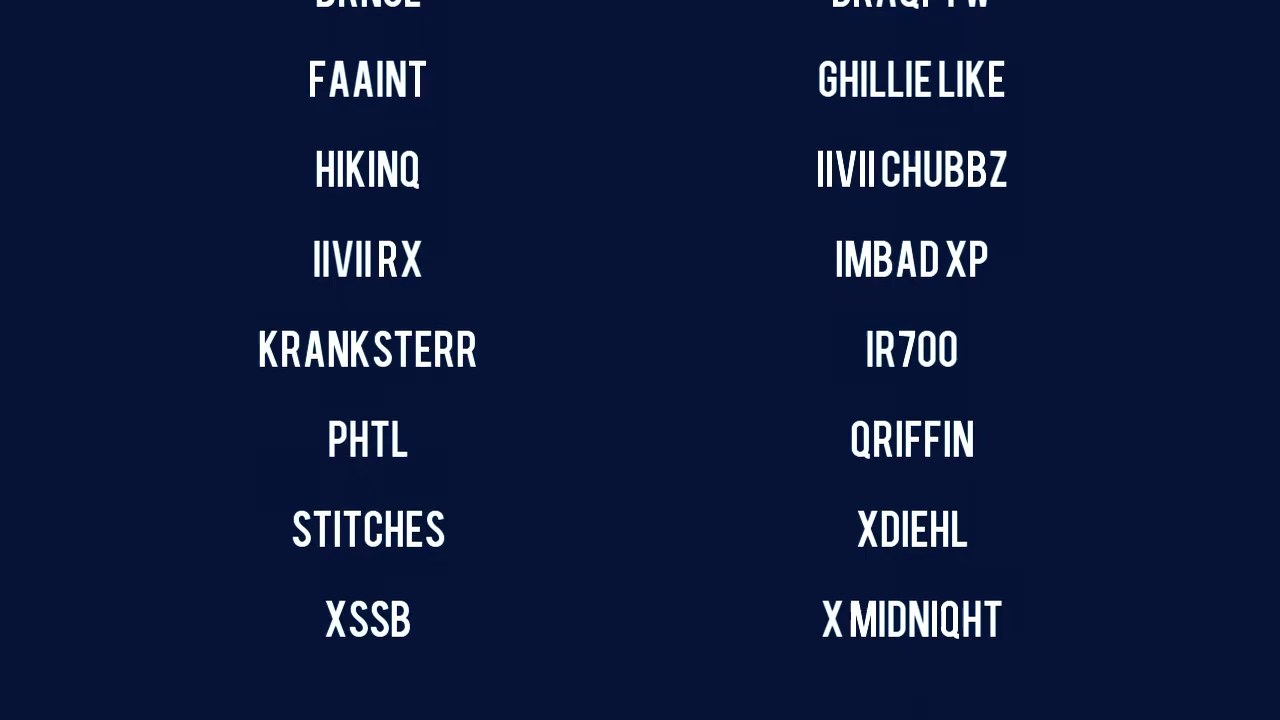 FAAINT GHILLIE LIKE
HIKINQ IIVII CHUBBZ
IIVII RX IMBAD XP
KRANKSTERR IR700
PHTL QRIFFIN
STITCHES XDIEHL
XSSB X MIDNIQHT